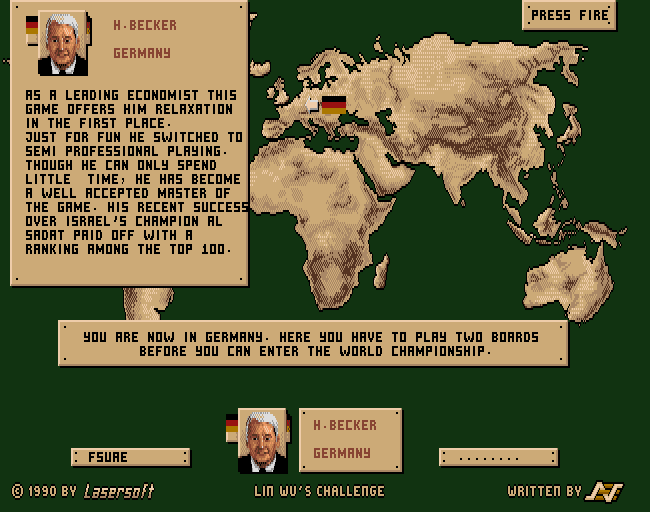 H.BECKER
GERMANY
AS A LEADING ECONOMIST THIS
GAME OFFERS HIM RELAXATION
IN THE FIRST PLACE.
JUST FOR FUN HE SWITCHED TO
SEMI PROFESSIONAL PLAYING.
THOUGH HE CAN ONLY SPEND
LITTLE  TIME, HE HAS BECOME
A WELL ACCEPTED MASTER OF
THE GAME. HIS RECENT SUCCESS
OVER ISRAEL'S CHAMPION AL
SADAT PAID OFF WITH A
RANKING AMONG THE TOP 100.
PRESS FIRE
YOU ARE NOW IN GERMANY. HERE YOU HAVE TO PLAY TWO BOARDS
BEFORE YOU CAN ENTER THE WORLD CHAMPIONSHIP.
H.BECKER
GERMANY
FSURE
........
© 1990 BY Lasersoft
LIN WU'S CHALLENGE
WRITTEN BY